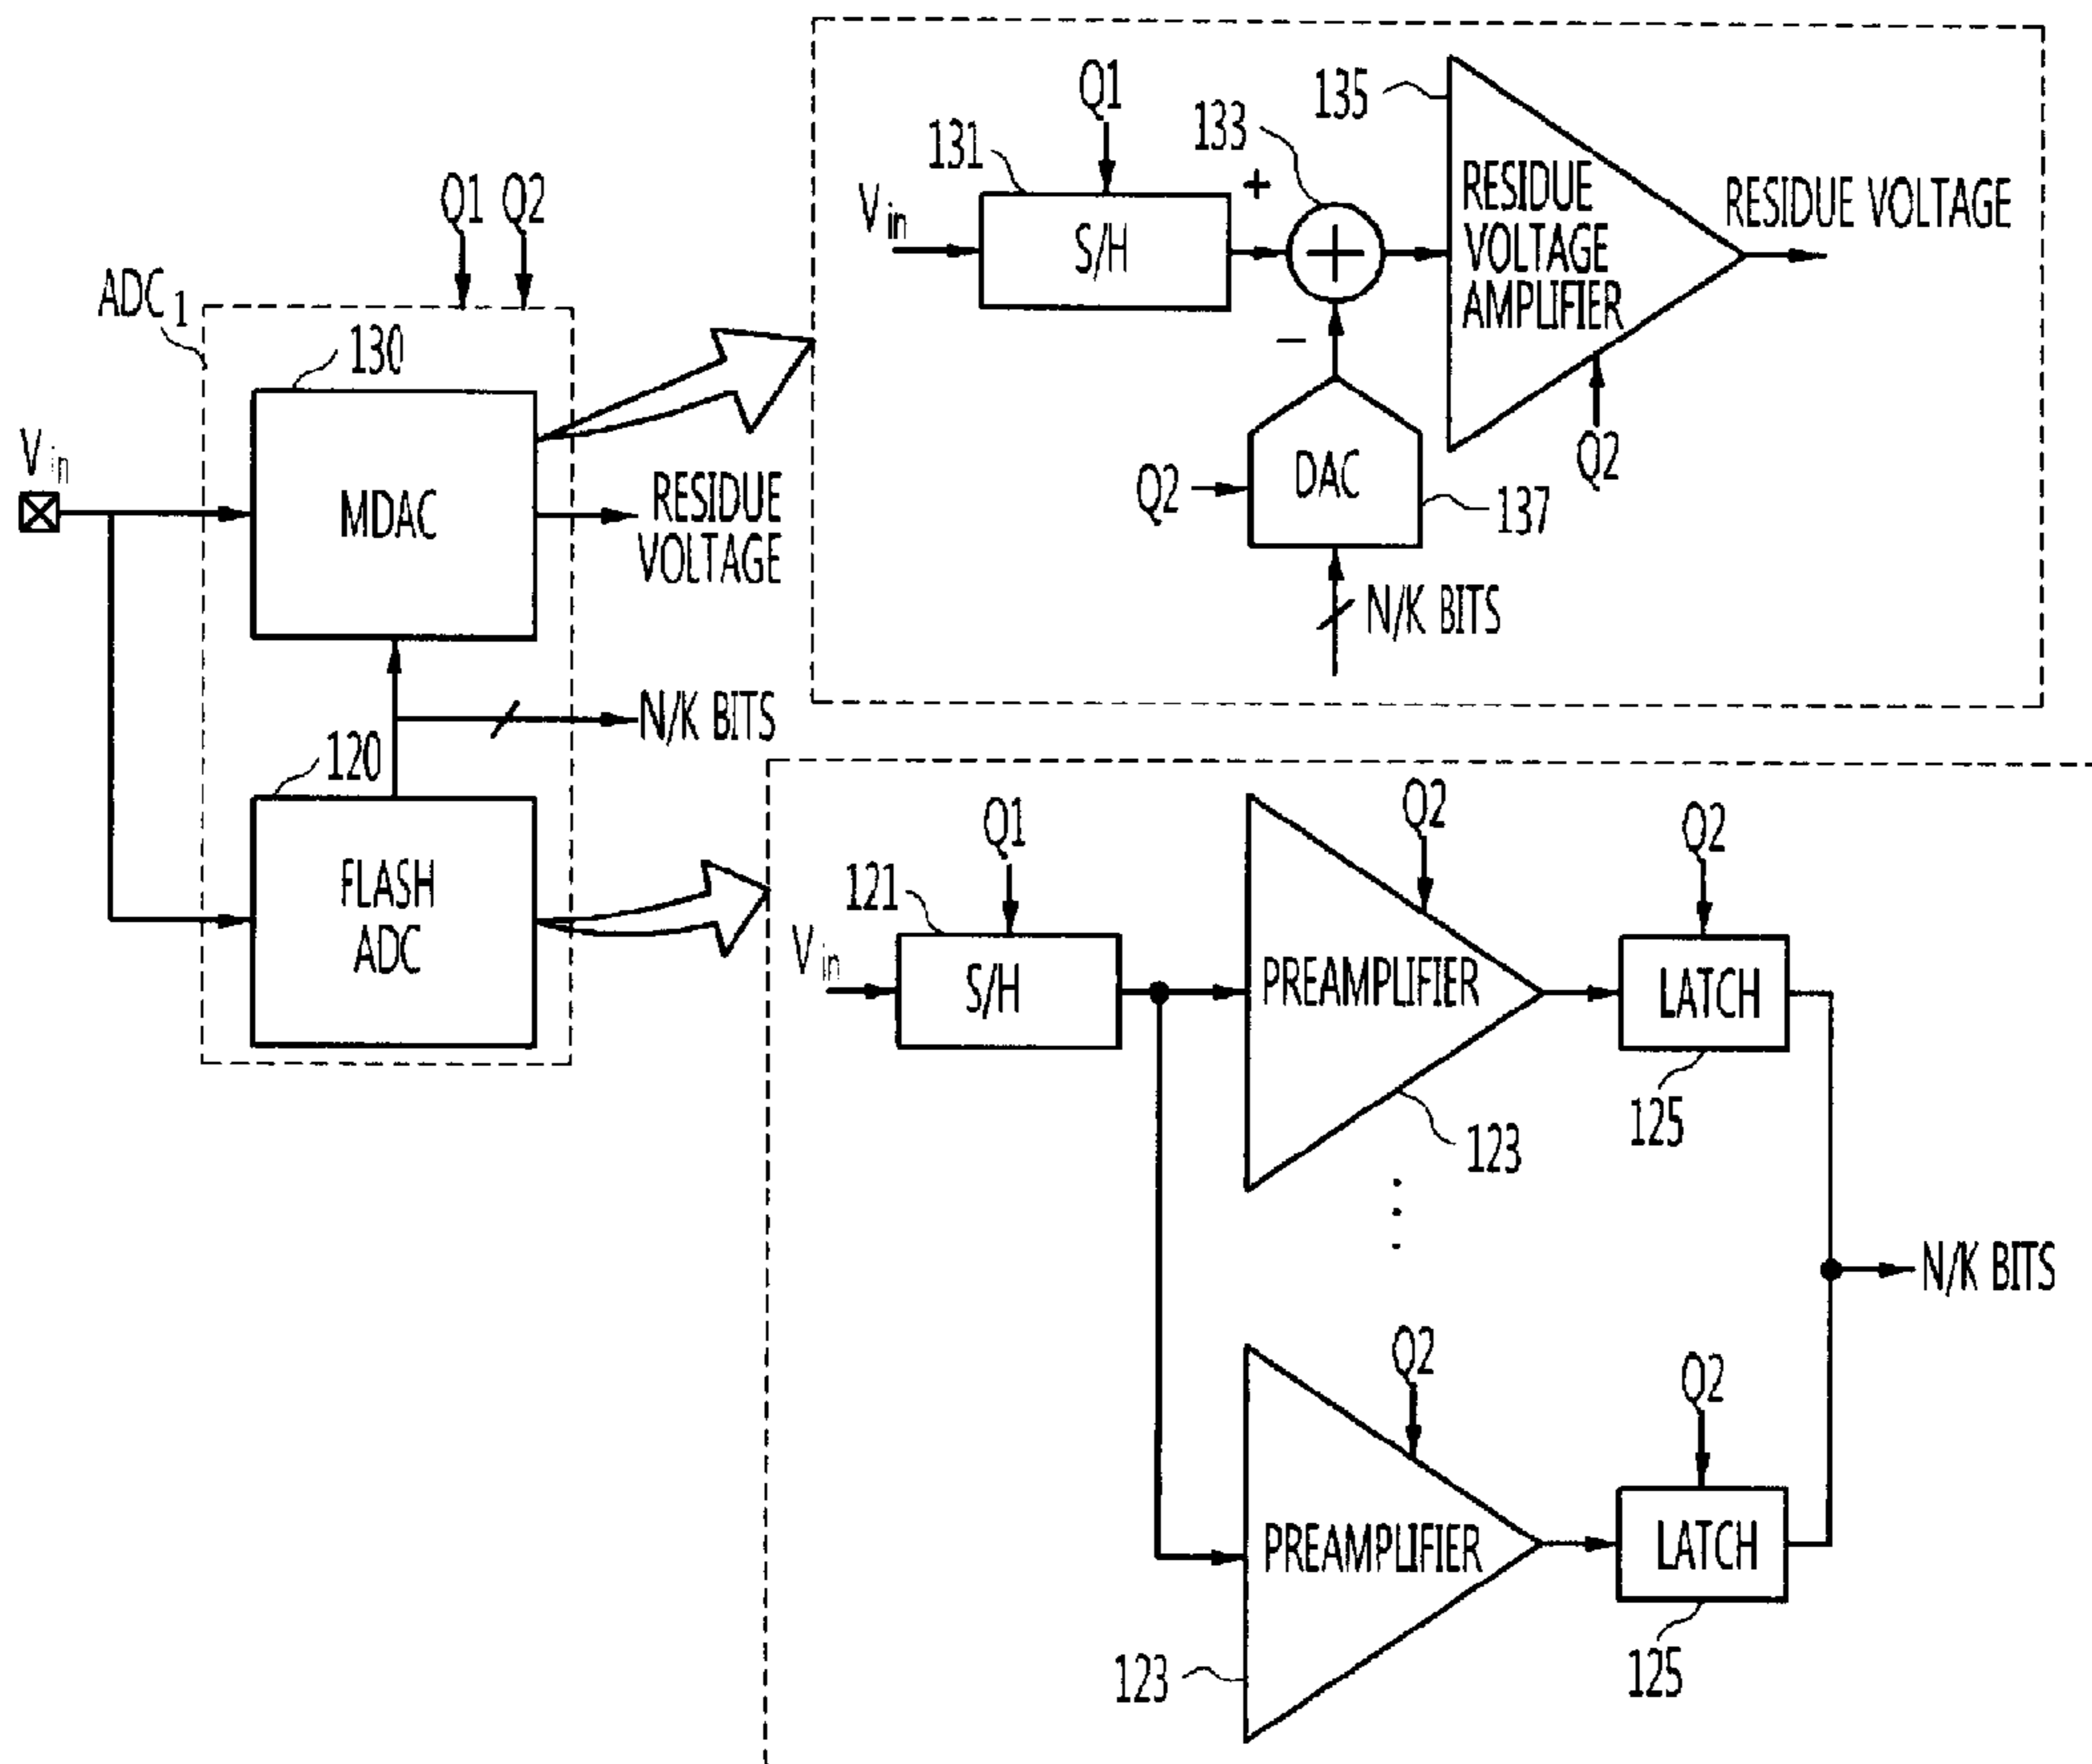 Q1 Q2
ADC1
130
Vin
MDAC
RESIDUE
VOLTAGE
N/K BITS
120
FLASH
ADC
Q1
131
133
135
Vin
S/H
+
RESIDUE
VOLTAGE
AMPLIFIER
RESIDUE VOLTAGE
−
Q2
DAC
Q2
137
N/K BITS
Q1
Q2
Q2
121
Vin
S/H
PREAMPLIFIER
LATCH
123
125
N/K BITS
Q2
Q2
PREAMPLIFIER
LATCH
123
125